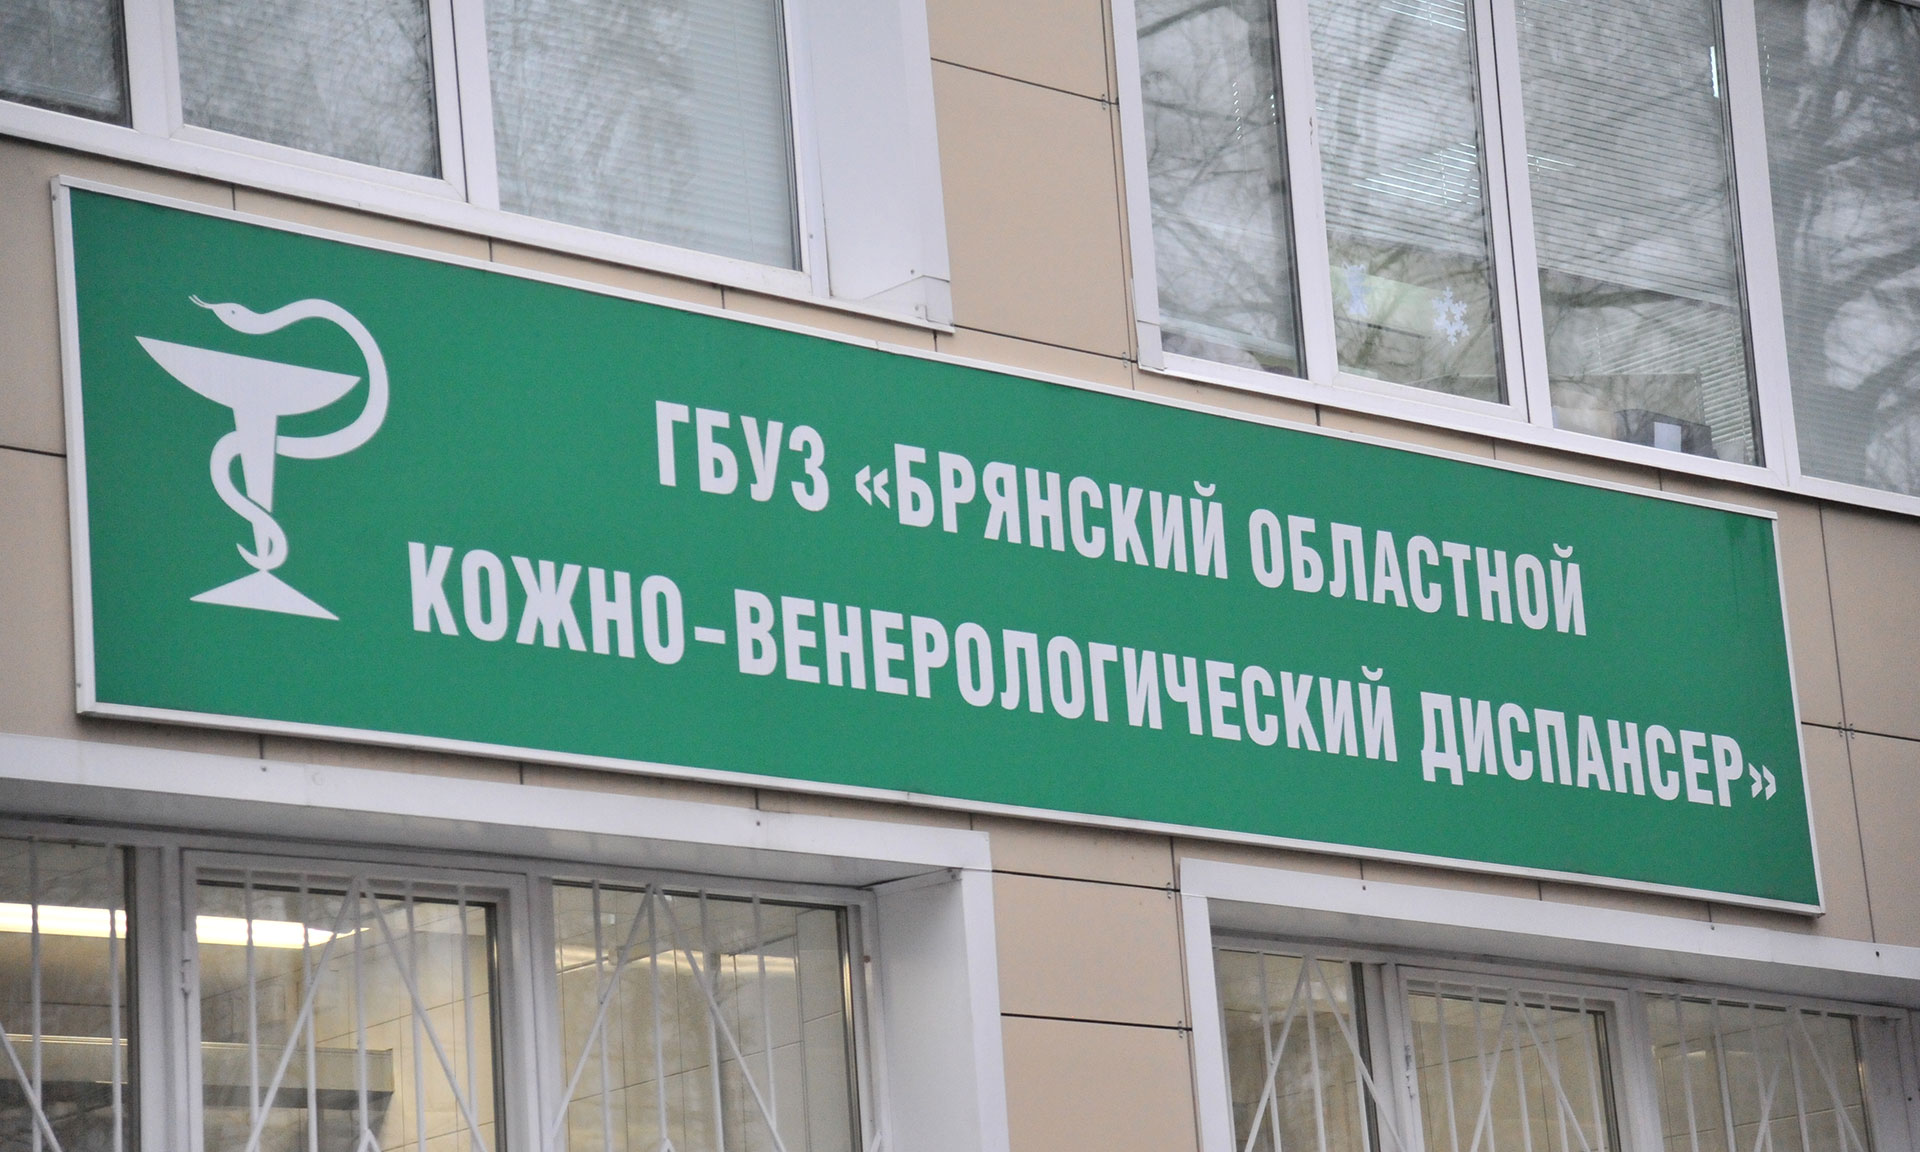 ГБУЗ «БРЯНСКИЙ ОБЛАСТНОЙ
КОЖНО-ВЕНЕРОЛОГИЧЕСКИЙ ДИСПАНСЕР»